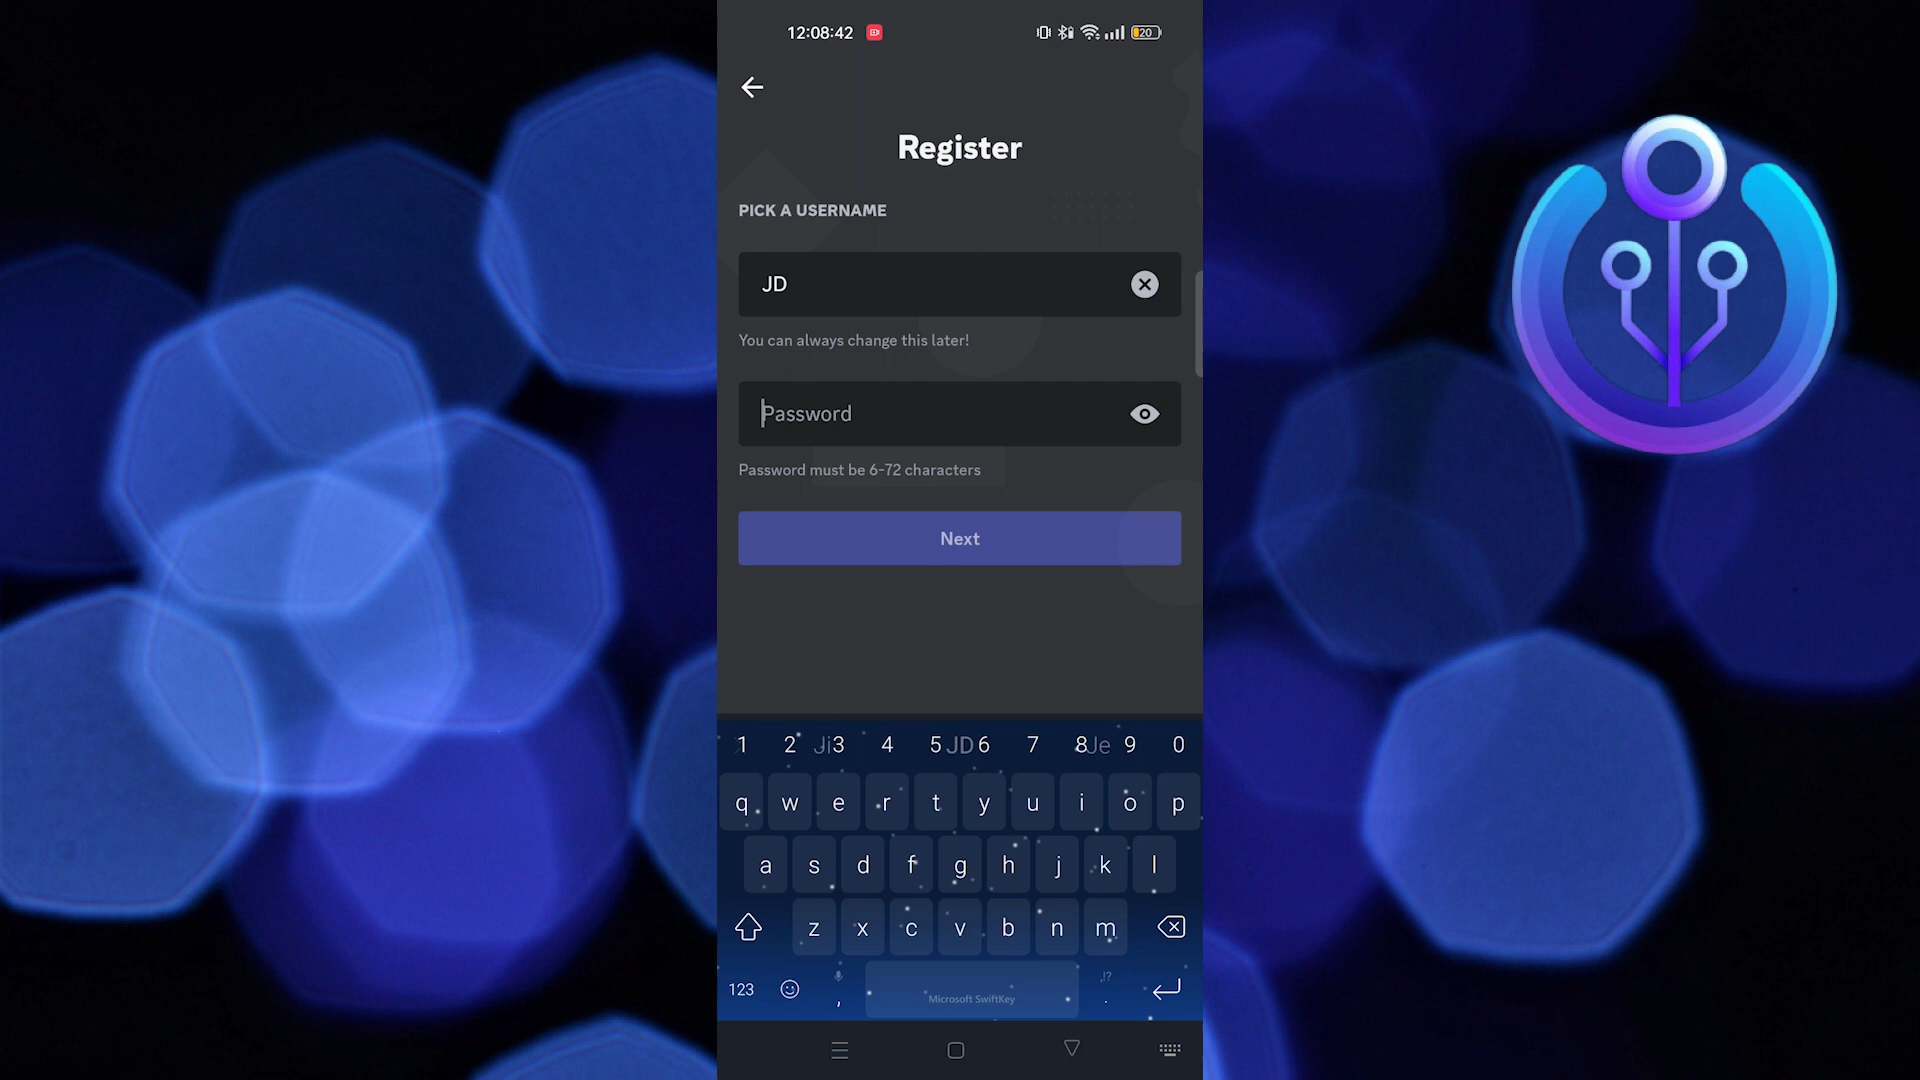 12:08:42
20
Register
PICK A USERNAME
JD
You can always change this later!
Password
Password must be 6-72 characters
Next
Ji JD Je
1 2 3 4 5 6 7 8 9 0
q w e r t y u i o p
a s d f g h j k l
z x c v b n m
123 , Microsoft SwiftKey . ,!?